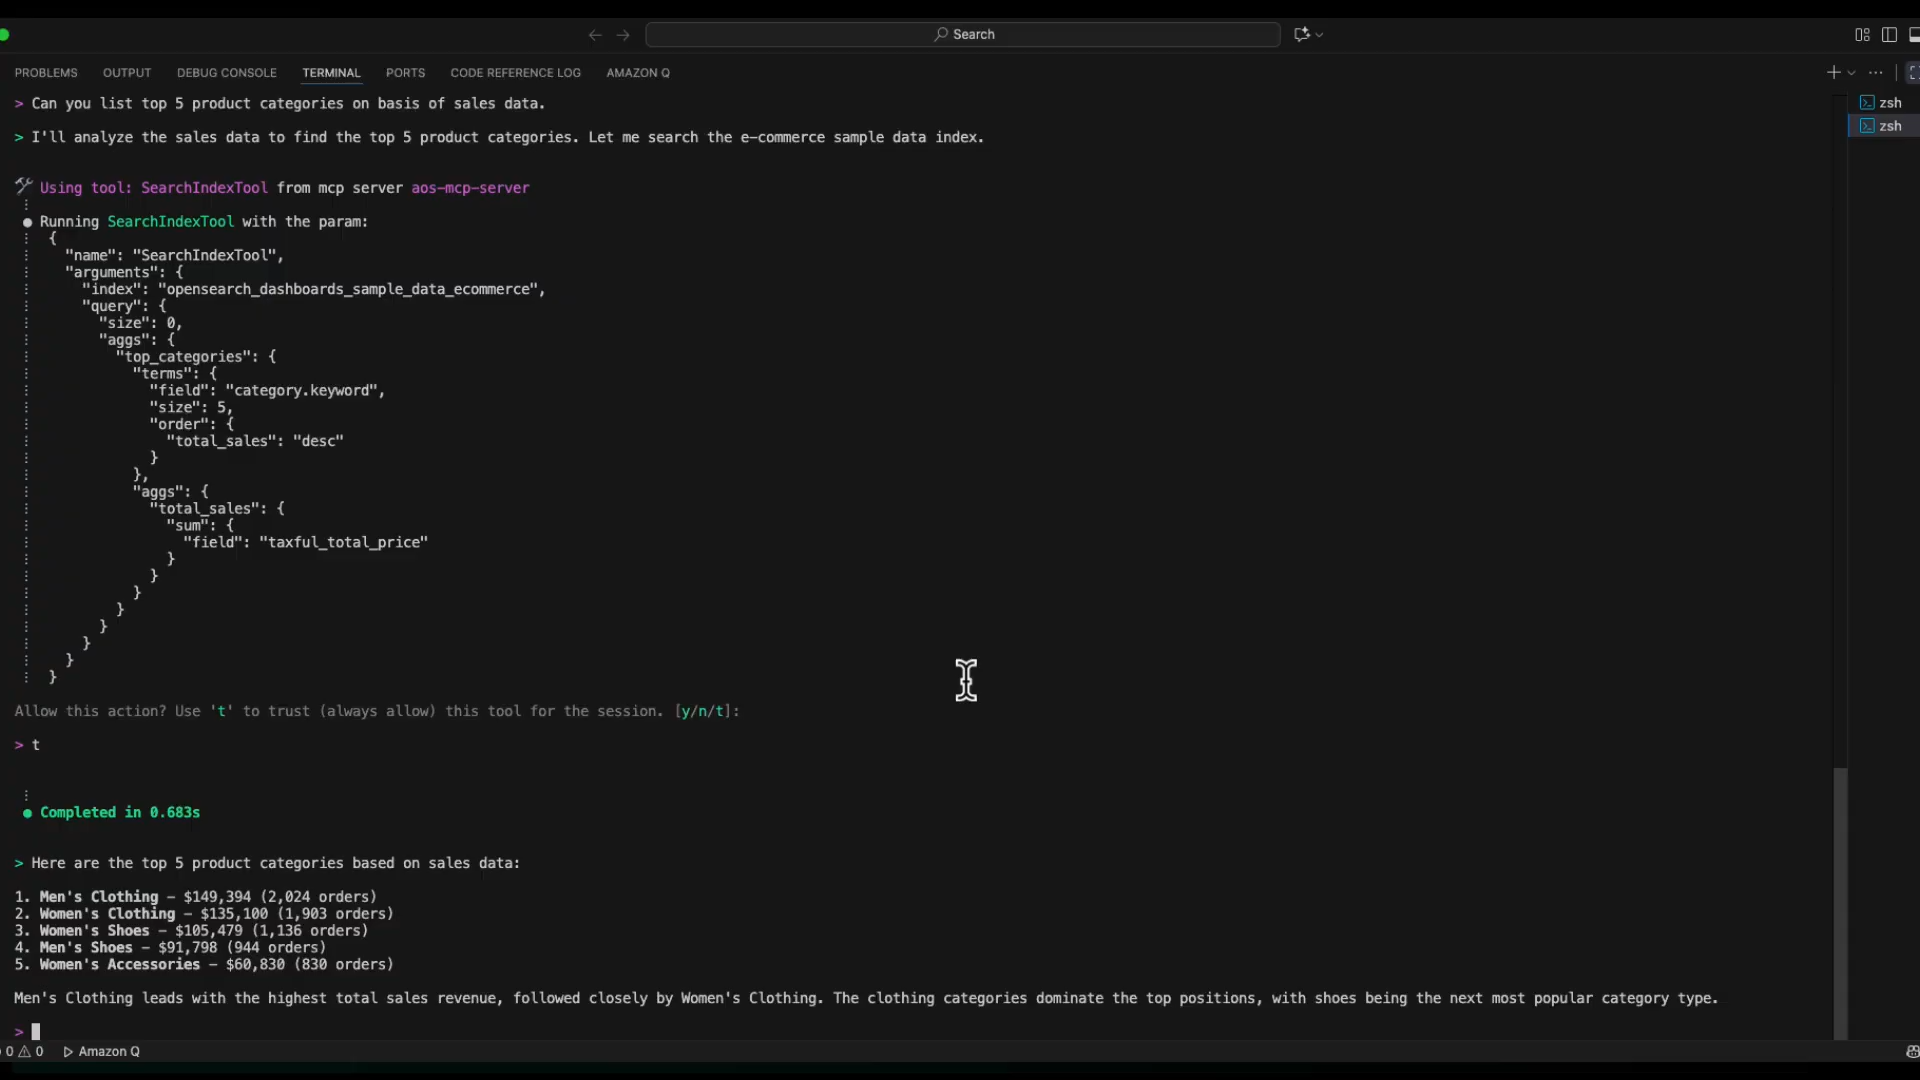 Search
PROBLEMS OUTPUT DEBUG CONSOLE TERMINAL PORTS CODE REFERENCE LOG AMAZON Q
> Can you list top 5 product categories on basis of sales data.
zsh
zsh
> I'll analyze the sales data to find the top 5 product categories. Let me search the e-commerce sample data index.
Using tool: SearchIndexTool from mcp server aos-mcp-server
● Running SearchIndexTool with the param:
{
"name": "SearchIndexTool",
"arguments": {
"index": "opensearch_dashboards_sample_data_ecommerce",
"query": {
"size": 0,
"aggs": {
"top_categories": {
"terms": {
"field": "category.keyword",
"size": 5,
"order": {
"total_sales": "desc"
}
},
"aggs": {
"total_sales": {
"sum": {
"field": "taxful_total_price"
}
}
}
}
}
}
}
}
Allow this action? Use 't' to trust (always allow) this tool for the session. [y/n/t]:
> t
● Completed in 0.683s
> Here are the top 5 product categories based on sales data:
1. Men's Clothing – $149,394 (2,024 orders)
2. Women's Clothing – $135,100 (1,903 orders)
3. Women's Shoes – $105,479 (1,136 orders)
4. Men's Shoes – $91,798 (944 orders)
5. Women's Accessories – $60,830 (830 orders)
Men's Clothing leads with the highest total sales revenue, followed closely by Women's Clothing. The clothing categories dominate the top positions, with shoes being the next most popular category type.
>
0 0 Amazon Q